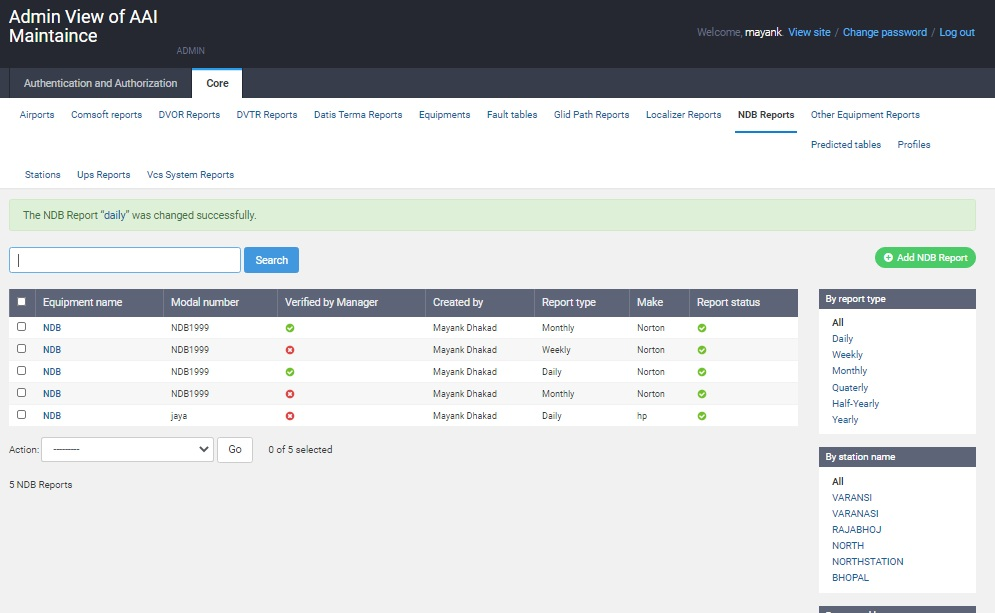 Admin View of AAI
Maintaince
ADMIN
Welcome, mayank. View site / Change password / Log out
Authentication and Authorization Core
Airports Comsoft reports DVOR Reports DVTR Reports Datis Terma Reports Equipments Fault tables Glid Path Reports Localizer Reports NDB Reports Other Equipment Reports
Predicted tables Profiles
Stations Ups Reports Vcs System Reports
The NDB Report "daily" was changed successfully.
Search
Add NDB Report
Equipment name Modal number Verified by Manager Created by Report type Make Report status
NDB NDB1999 Mayank Dhakad Monthly Norton
NDB NDB1999 Mayank Dhakad Weekly Norton
NDB NDB1999 Mayank Dhakad Daily Norton
NDB NDB1999 Mayank Dhakad Monthly Norton
NDB jaya Mayank Dhakad Daily hp
Action: --------- Go 0 of 5 selected
5 NDB Reports
By report type
All
Daily
Weekly
Monthly
Quaterly
Half-Yearly
Yearly
By station name
All
VARANSI
VARANASI
RAJABHOJ
NORTH
NORTHSTATION
BHOPAL